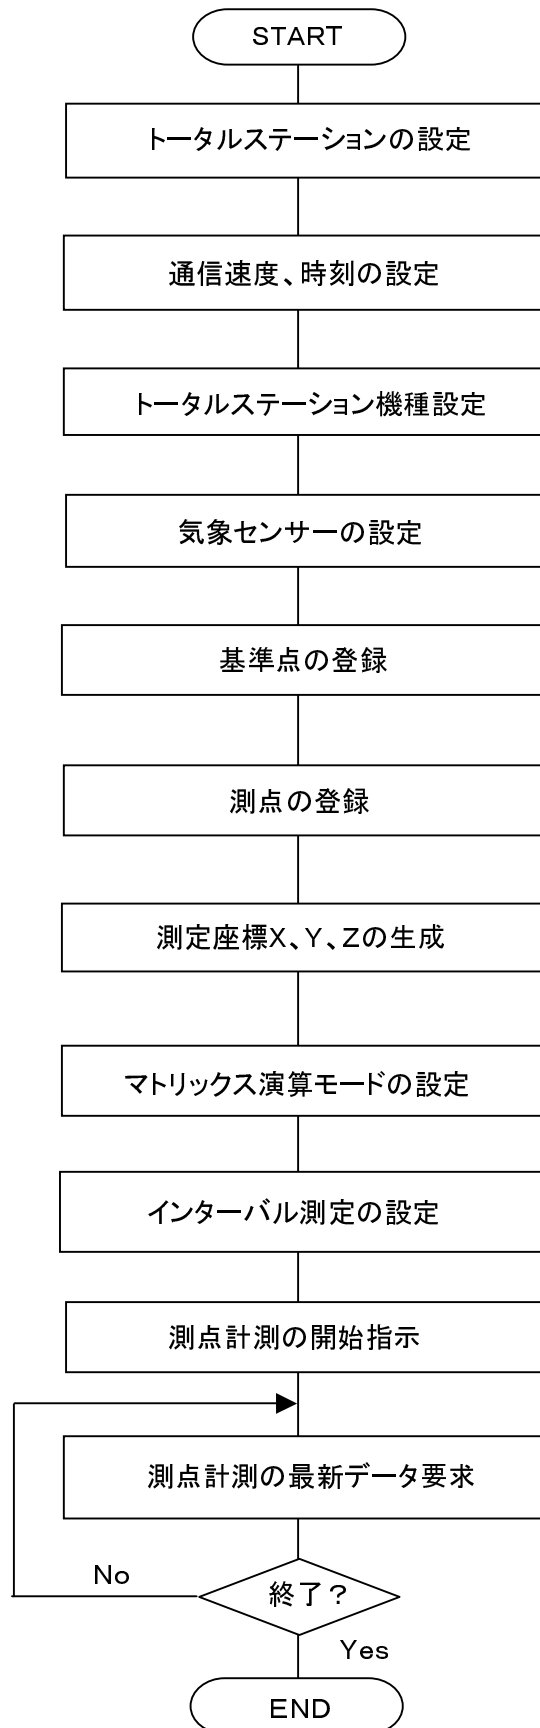 START
トータルステーションの設定
通信速度、時刻の設定
トータルステーション機種設定
気象センサーの設定
基準点の登録
測点の登録
測定座標X、Y、Zの生成
マトリックス演算モードの設定
インターバル測定の設定
測点計測の開始指示
測点計測の最新データ要求
No
終了?
Yes
END